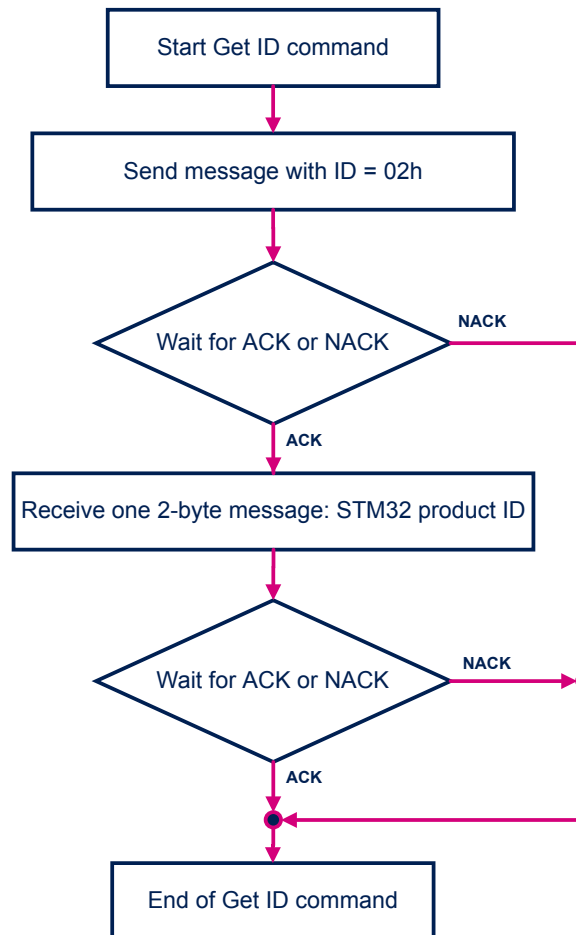 Start Get ID command
Send message with ID = 02h
Wait for ACK or NACK
NACK
ACK
Receive one 2-byte message: STM32 product ID
Wait for ACK or NACK
NACK
ACK
End of Get ID command